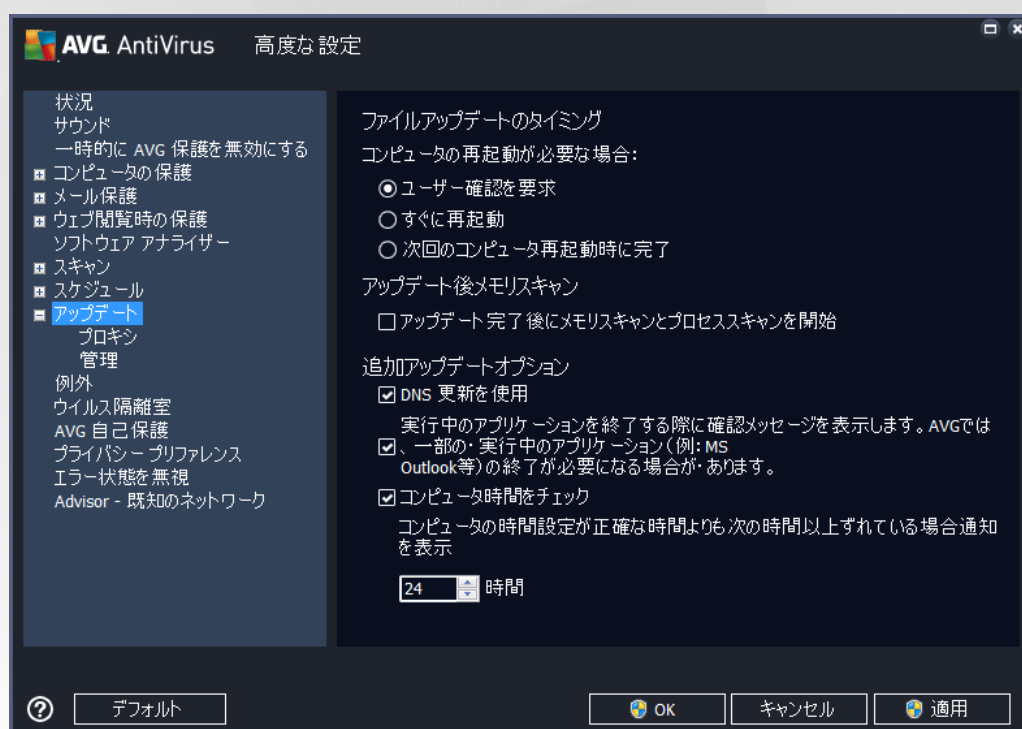 AVG. AntiVirus 高度な設定
状況
サウンド
一時的に AVG 保護を無効にする
コンピュータの保護
メール保護
ウェブ閲覧時の保護
ソフトウェア アナライザー
スキャン
スケジュール
アップデート
プロキシ
管理
例外
ウイルス隔離室
AVG 自己保護
プライバシー プリファレンス
エラー状態を無視
Advisor - 既知のネットワーク
ファイルアップデートのタイミング
コンピュータの再起動が必要な場合:
ユーザー確認を要求
すぐに再起動
次回のコンピュータ再起動時に完了
アップデート後メモリスキャン
アップデート完了後にメモリスキャンとプロセススキャンを開始
追加アップデートオプション
DNS 更新を使用
実行中のアプリケーションを終了する際に確認メッセージを表示します。AVGでは
、一部の・実行中のアプリケーション（例: MS
Outlook等）の終了が必要になる場合が・あります。
コンピュータ時間をチェック
コンピュータの時間設定が正確な時間よりも次の時間以上ずれている場合通知
を表示
24 時間
? デフォルト OK キャンセル 適用